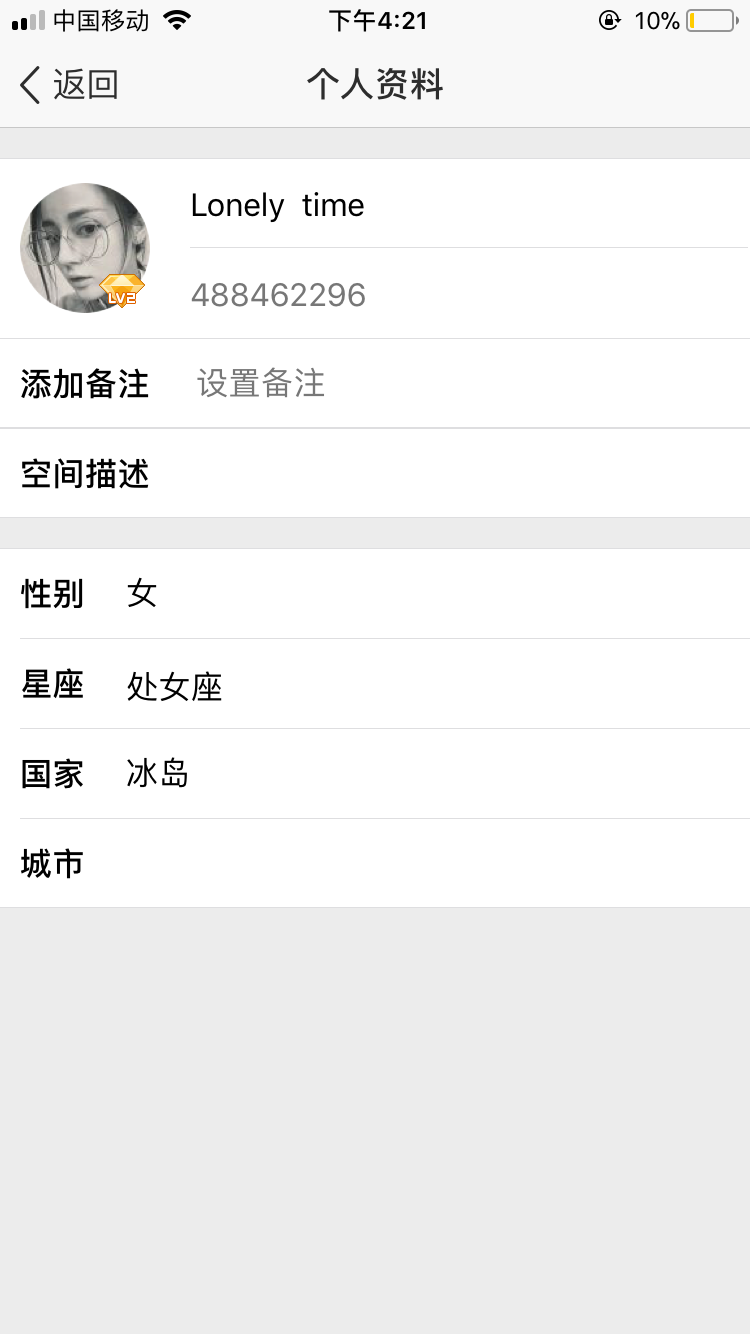 中国移动 下午4:21 10%
返回 个人资料
Lonely time
LV2
488462296
添加备注 设置备注
空间描述
性别 女
星座 处女座
国家 冰岛
城市